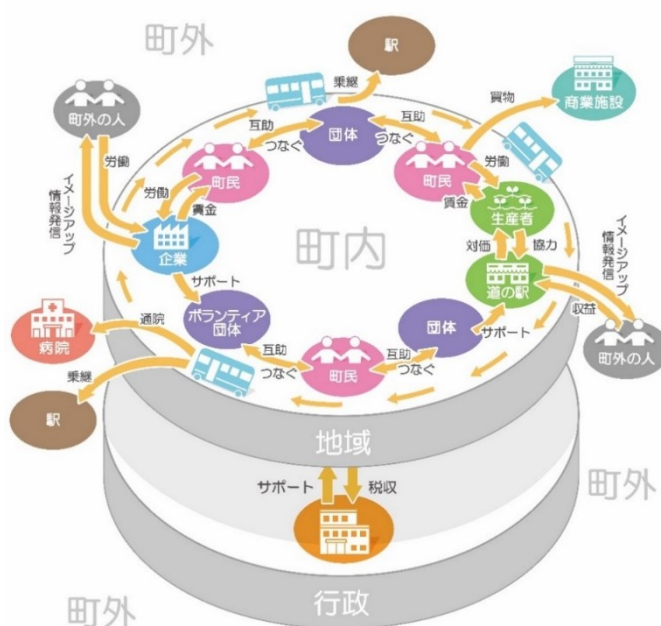 町外
駅
乗継
町外の人
買物
商業施設
互助
つなぐ
団体
互助
つなぐ
労働
町民
町民
労働
労働
賃金
賃金
生産者
イメージアップ
情報発信
企業
町内
対価
協力
イメージアップ
情報発信
サポート
道の駅
収益
通院
ボランティア
団体
団体
サポート
病院
互助
つなぐ
町民
互助
つなぐ
町外の人
乗継
駅
地域
サポート
税収
町外
行政
町外